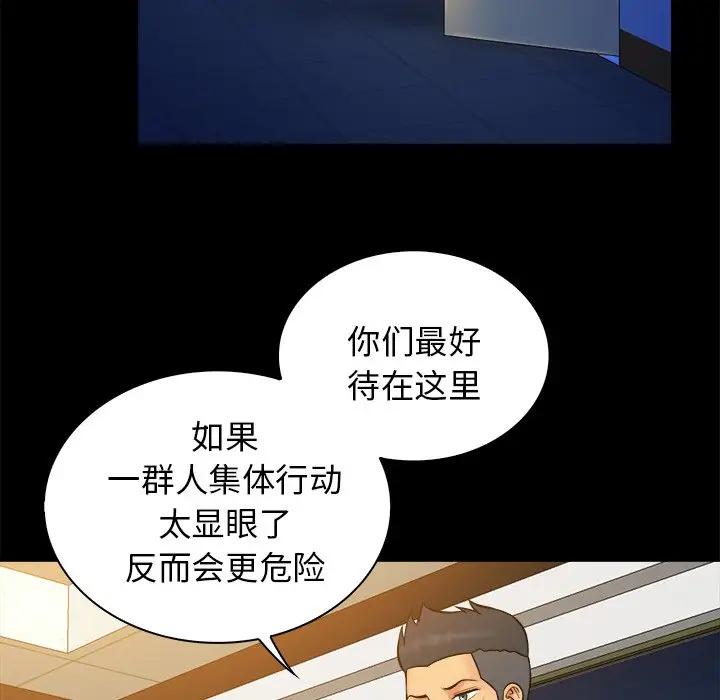 你们最好
待在这里
如果
一群人集体行动
太显眼了
反而会更危险